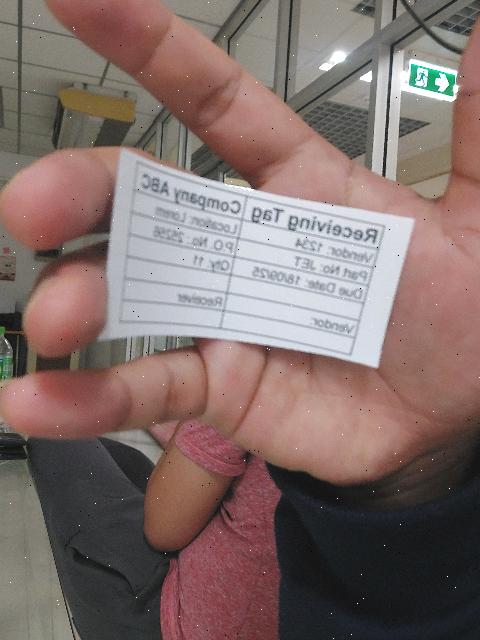 Receiving Tag
Company ABC
Vendor: 1234
Location: Lorem
Part No. JET
P.O. No.: 29256
Due Date: 18/09/25
Qty: 11
Vendor:
Receiver